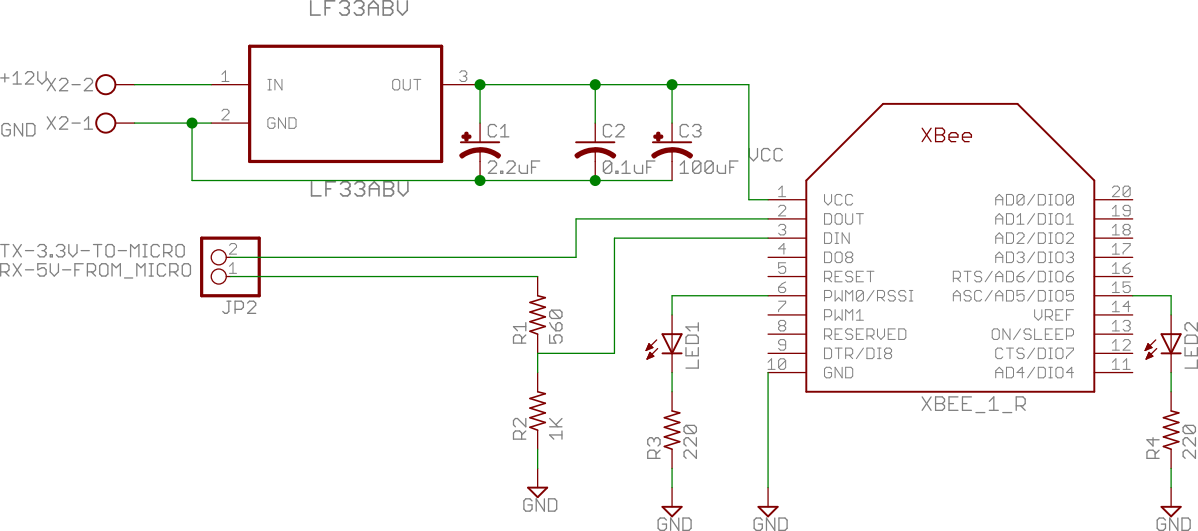 LF33ABV
+12V X2-2 1 IN OUT 3
GND X2-1 2 GND
C1 C2 C3
2.2uF 0.1uF 100uF VCC
LF33ABV
XBee
1 VCC AD0/DIO0 20
2 DOUT AD1/DIO1 19
3 DIN AD2/DIO2 18
4 DO8 AD3/DIO3 17
5 RESET RTS/AD6/DIO6 16
6 PWM0/RSSI ASC/AD5/DIO5 15
7 PWM1 VREF 14
8 RESERVED ON/SLEEP 13
9 DTR/DI8 CTS/DIO7 12
10 GND AD4/DIO4 11
XBEE_1_R
TX-3.3V-TO-MICRO 2
RX-5V-FROM_MICRO 1
JP2
R1 560
R2 1K
GND
LED1
R3 220
GND
GND
LED2
R4 220
GND